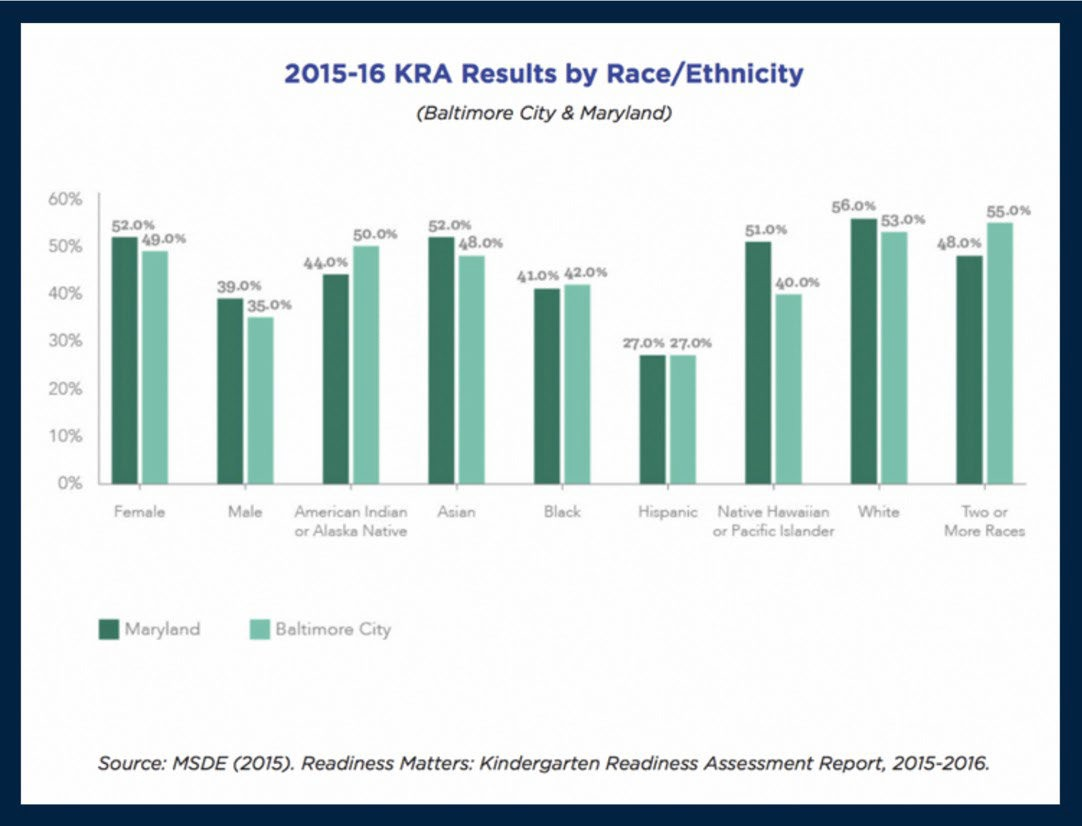 2015-16 KRA Results by Race/Ethnicity
(Baltimore City & Maryland)
60%
50%
40%
30%
20%
10%
0%
52.0%
49.0%
39.0%
35.0%
44.0%
50.0%
52.0%
48.0%
41.0%
42.0%
27.0%
27.0%
51.0%
40.0%
56.0%
53.0%
48.0%
55.0%
Female
Male
American Indian
or Alaska Native
Asian
Black
Hispanic
Native Hawaiian
or Pacific Islander
White
Two or
More Races
Maryland
Baltimore City
Source: MSDE (2015). Readiness Matters: Kindergarten Readiness Assessment Report, 2015-2016.